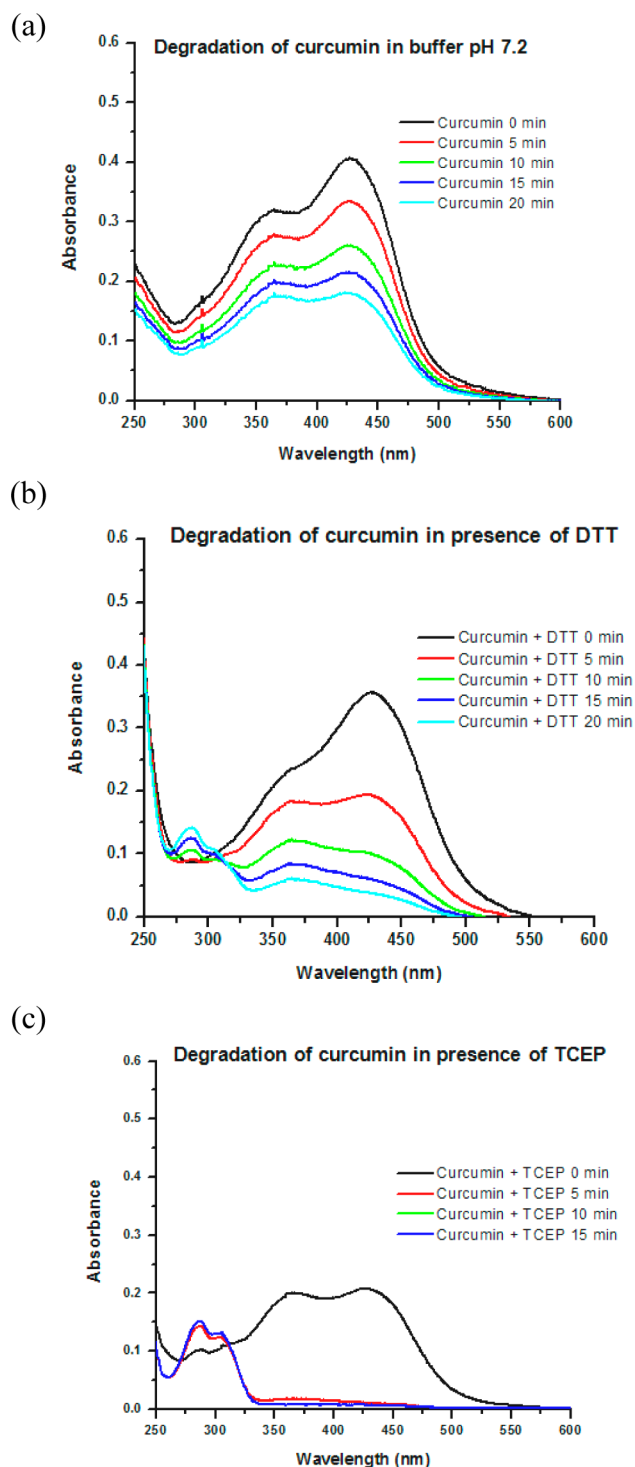 (a)
Degradation of curcumin in buffer pH 7.2
0.6
0.5
0.4
0.3
0.2
0.1
0.0
Absorbance
Curcumin 0 min
Curcumin 5 min
Curcumin 10 min
Curcumin 15 min
Curcumin 20 min
250 300 350 400 450 500 550 600
Wavelength (nm)
(b)
Degradation of curcumin in presence of DTT
0.6
0.5
0.4
0.3
0.2
0.1
0.0
Absorbance
Curcumin + DTT 0 min
Curcumin + DTT 5 min
Curcumin + DTT 10 min
Curcumin + DTT 15 min
Curcumin + DTT 20 min
250 300 350 400 450 500 550 600
Wavelength (nm)
(c)
Degradation of curcumin in presence of TCEP
0.6
0.5
0.4
0.3
0.2
0.1
0.0
Absorbance
Curcumin + TCEP 0 min
Curcumin + TCEP 5 min
Curcumin + TCEP 10 min
Curcumin + TCEP 15 min
250 300 350 400 450 500 550 600
Wavelength (nm)